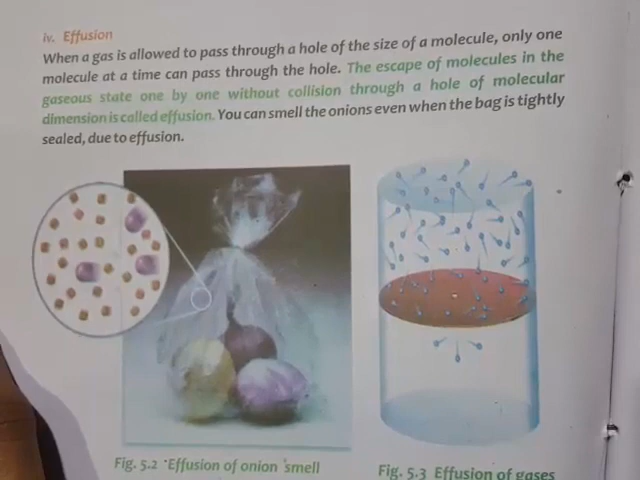 iv. Effusion
When a gas is allowed to pass through a hole of the size of a molecule, only one
molecule at a time can pass through the hole. The escape of molecules in the
gaseous state one by one without collision through a hole of molecular
dimension is called effusion. You can smell the onions even when the bag is tightly
sealed, due to effusion.
Fig. 5.2 'Effusion of onion 'smell
Fig. 5.3 Effusion of gases